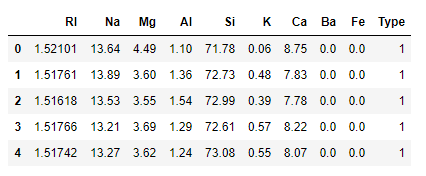 RI Na Mg Al Si K Ca Ba Fe Type
0 1.52101 13.64 4.49 1.10 71.78 0.06 8.75 0.0 0.0 1
1 1.51761 13.89 3.60 1.36 72.73 0.48 7.83 0.0 0.0 1
2 1.51618 13.53 3.55 1.54 72.99 0.39 7.78 0.0 0.0 1
3 1.51766 13.21 3.69 1.29 72.61 0.57 8.22 0.0 0.0 1
4 1.51742 13.27 3.62 1.24 73.08 0.55 8.07 0.0 0.0 1